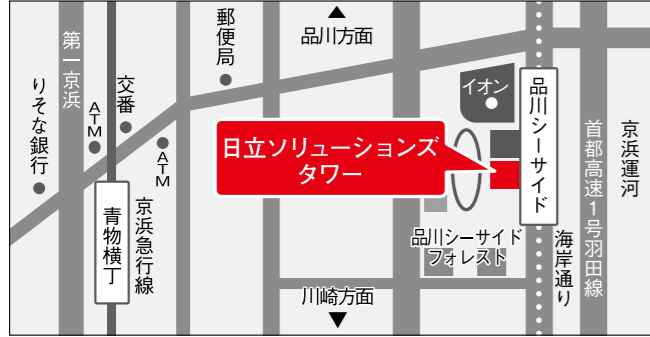 郵便局
▲
品川方面
第一京浜
りそな銀行
ATM
交番
ATM
イオン
品川シーサイド
京浜運河
首都高速1号羽田線
日立ソリューションズ
タワー
青物横丁
京浜急行線
品川シーサイド
フォレスト
海岸通り
川崎方面
▼